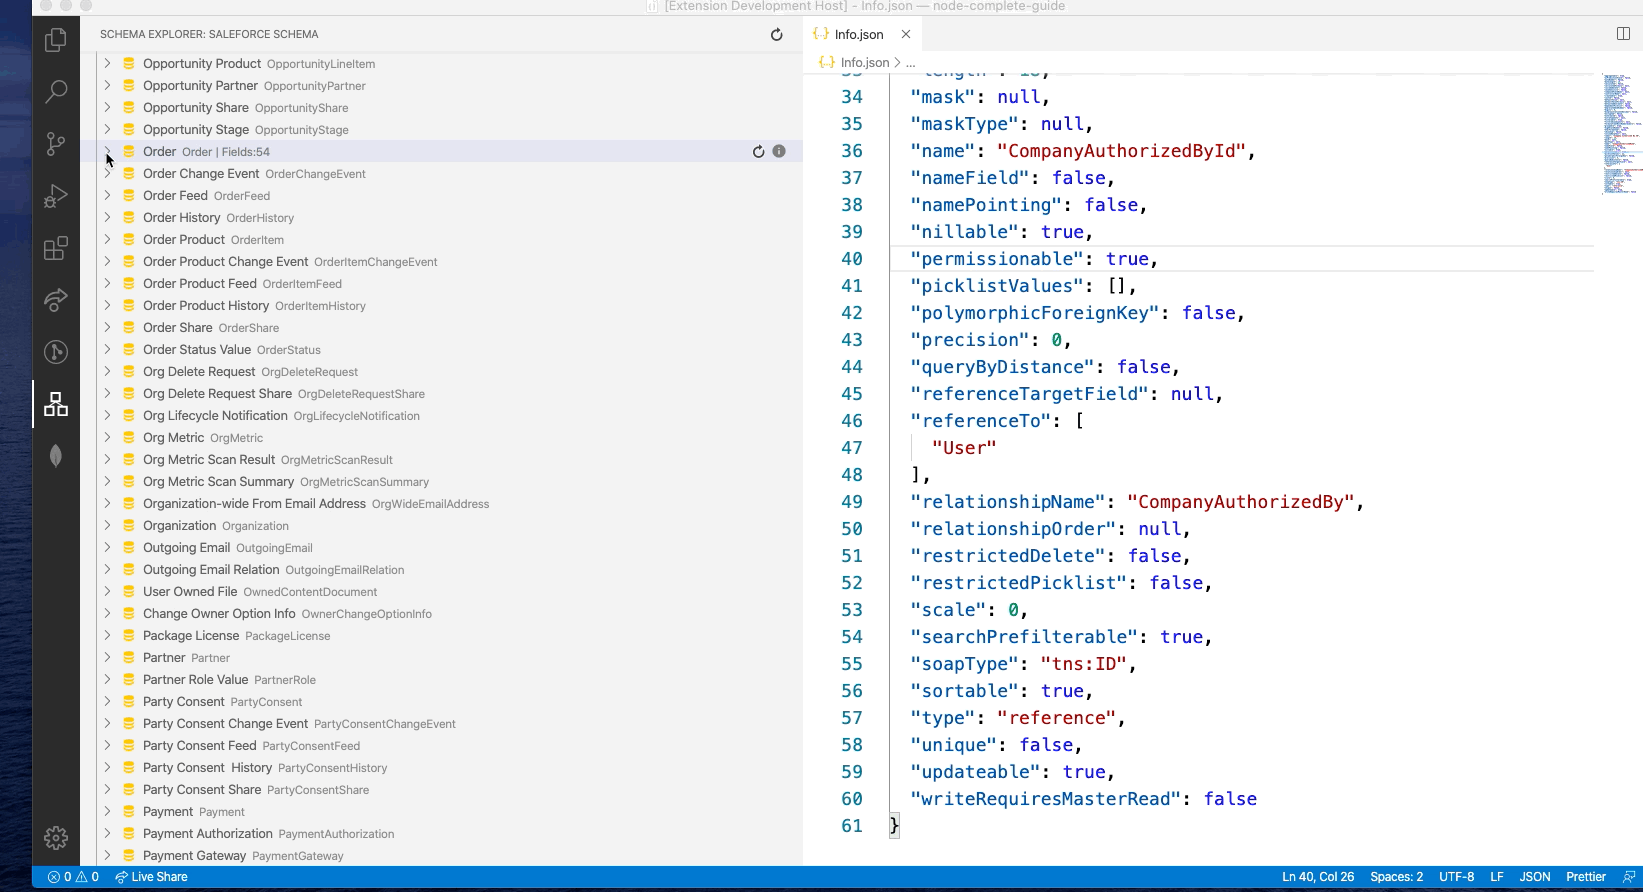 [Extension Development Host] - Info.json — node-complete-guide
SCHEMA EXPLORER: SALEFORCE SCHEMA
Opportunity Product OpportunityLineItem
Opportunity Partner OpportunityPartner
Opportunity Share OpportunityShare
Opportunity Stage OpportunityStage
Order Order | Fields:54
Order Change Event OrderChangeEvent
Order Feed OrderFeed
Order History OrderHistory
Order Product OrderItem
Order Product Change Event OrderItemChangeEvent
Order Product Feed OrderItemFeed
Order Product History OrderItemHistory
Order Share OrderShare
Order Status Value OrderStatus
Org Delete Request OrgDeleteRequest
Org Delete Request Share OrgDeleteRequestShare
Org Lifecycle Notification OrgLifecycleNotification
Org Metric OrgMetric
Org Metric Scan Result OrgMetricScanResult
Org Metric Scan Summary OrgMetricScanSummary
Organization-wide From Email Address OrgWideEmailAddress
Organization Organization
Outgoing Email OutgoingEmail
Outgoing Email Relation OutgoingEmailRelation
User Owned File OwnedContentDocument
Change Owner Option Info OwnerChangeOptionInfo
Package License PackageLicense
Partner Partner
Partner Role Value PartnerRole
Party Consent PartyConsent
Party Consent Change Event PartyConsentChangeEvent
Party Consent Feed PartyConsentFeed
Party Consent History PartyConsentHistory
Party Consent Share PartyConsentShare
Payment Payment
Payment Authorization PaymentAuthorization
Payment Gateway PaymentGateway
{..} Info.json
{..} Info.json > ...
34 "mask": null,
35 "maskType": null,
36 "name": "CompanyAuthorizedById",
37 "nameField": false,
38 "namePointing": false,
39 "nillable": true,
40 "permissionable": true,
41 "picklistValues": [],
42 "polymorphicForeignKey": false,
43 "precision": 0,
44 "queryByDistance": false,
45 "referenceTargetField": null,
46 "referenceTo": [
47 "User"
48 ],
49 "relationshipName": "CompanyAuthorizedBy",
50 "relationshipOrder": null,
51 "restrictedDelete": false,
52 "restrictedPicklist": false,
53 "scale": 0,
54 "searchPrefilterable": true,
55 "soapType": "tns:ID",
56 "sortable": true,
57 "type": "reference",
58 "unique": false,
59 "updateable": true,
60 "writeRequiresMasterRead": false
61 }
0 0 Live Share
Ln 40, Col 26 Spaces: 2 UTF-8 LF JSON Prettier